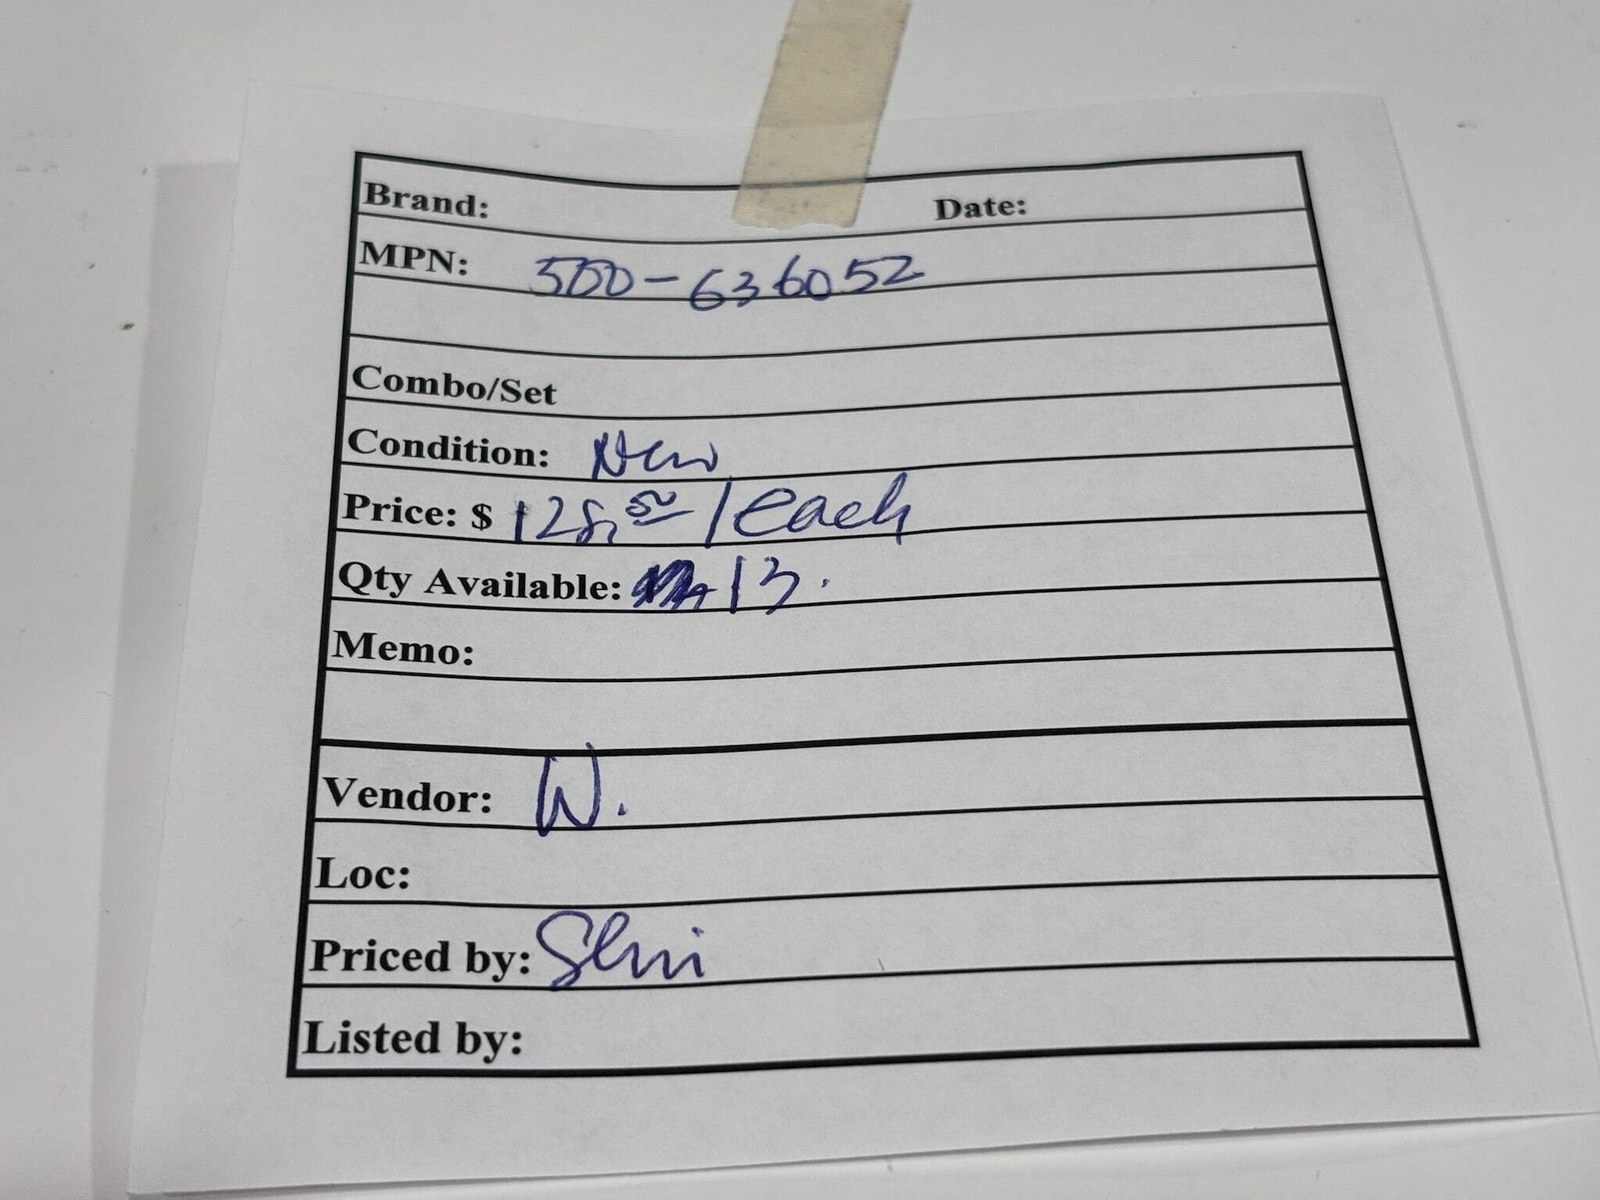 Brand: Date:
MPN: 500-636052
Combo/Set
Condition: New
Price: $ 128.50 /each
Qty Available: 13.
Memo:
Vendor: W.
Loc:
Priced by:
Listed by: